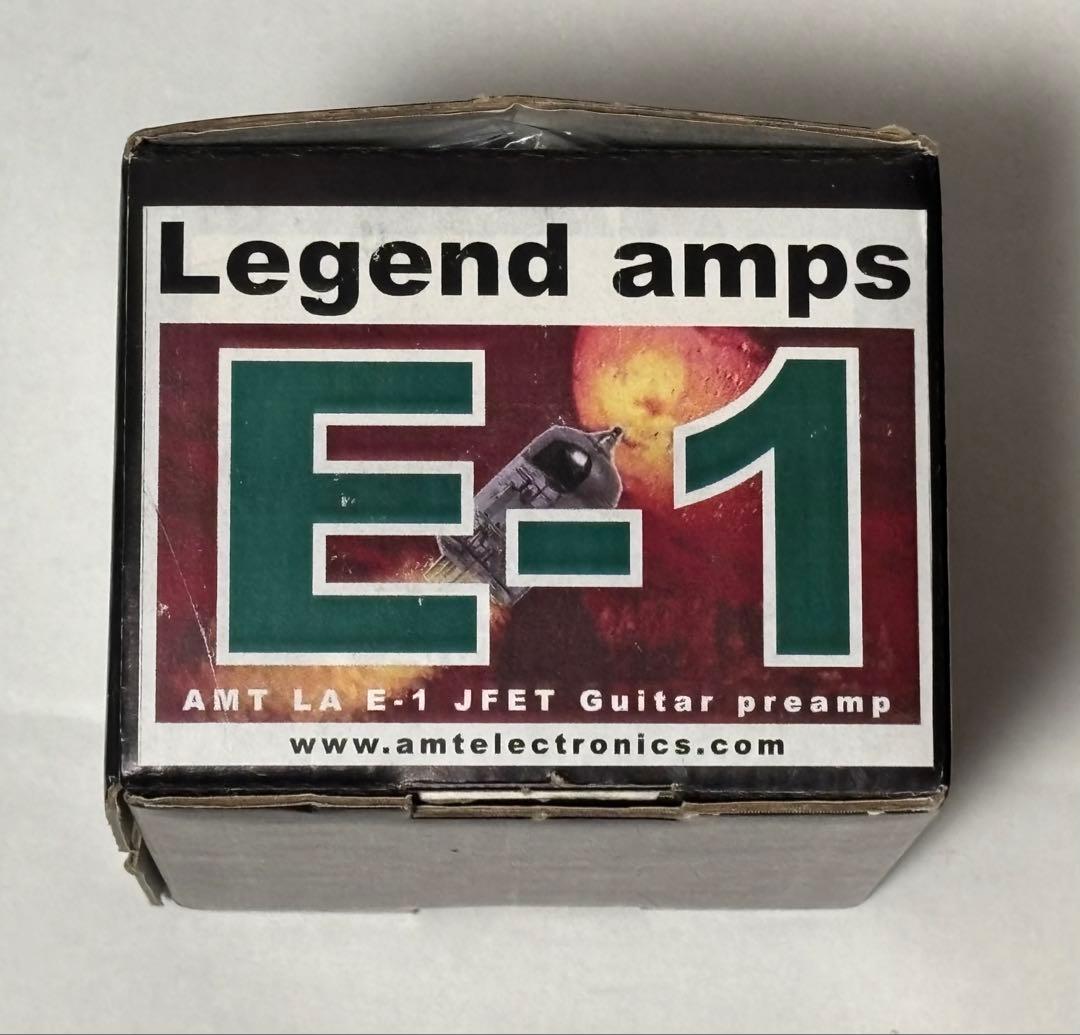 Legend amps
E-1
AMT LA E-1 JFET Guitar preamp
www.amtelectronics.com